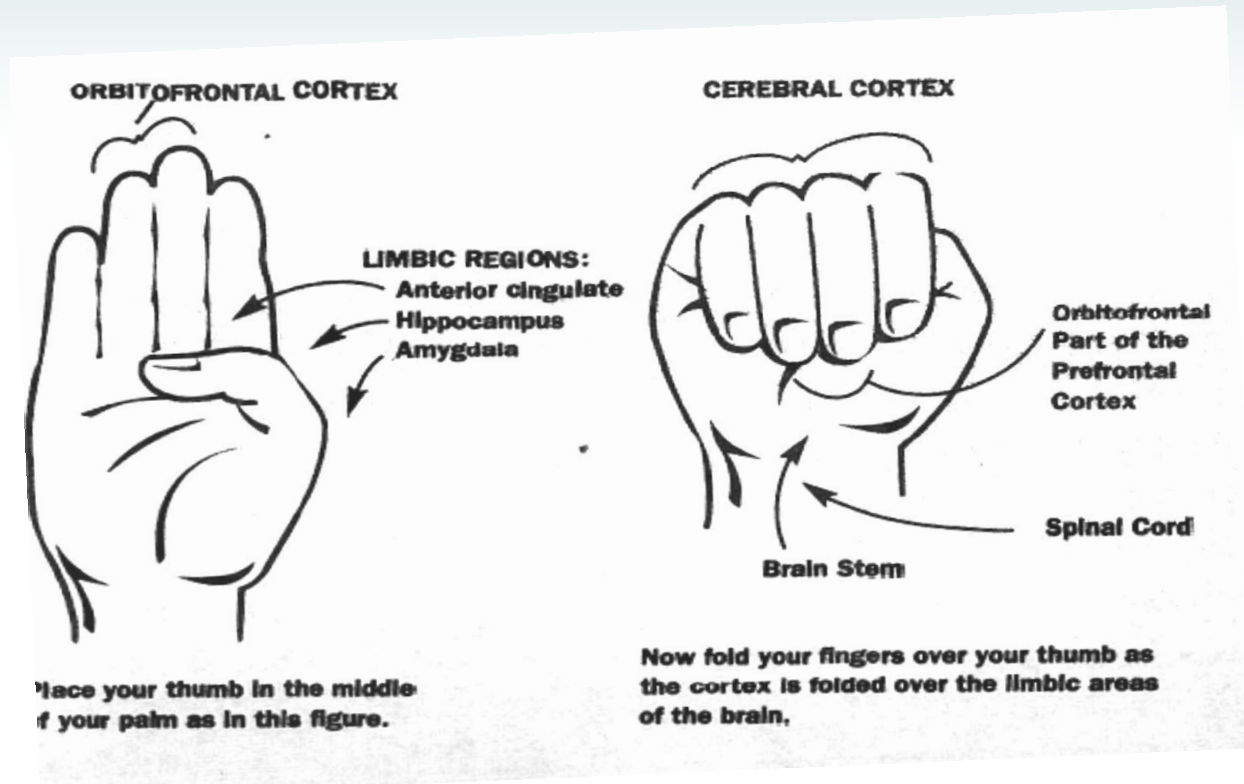 ORBITOFRONTAL CORTEX
LIMBIC REGIONS:
Anterior cingulate
Hippocampus
Amygdala
Place your thumb in the middle
of your palm as in this figure.
CEREBRAL CORTEX
Orbitofrontal
Part of the
Prefrontal
Cortex
Spinal Cord
Brain Stem
Now fold your fingers over your thumb as
the cortex is folded over the limbic areas
of the brain.